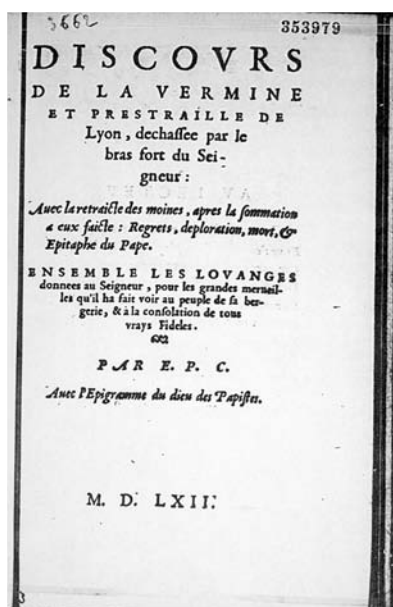 3662
353979
DISCOVRS
DE LA VERMINE
ET PRESTRAILLE DE
Lyon, dechaſſee par le
bras fort du Sei-
gneur:
Auec la retraicte des moines, apres la ſommation
a eux faicte: Regrets, deploration, mort, &
Epitaphe du Pape.
ENSEMBLE LES LOVANGES
donnees au Seigneur, pour les grandes merueil-
les qu'il ha fait voir au peuple de ſa ber-
gerie, & à la conſolation de tous
vrays Fideles.
PAR E. P. C.
Auec l'Epigramme du dieu des Papiſtes.
M. D. LXII.